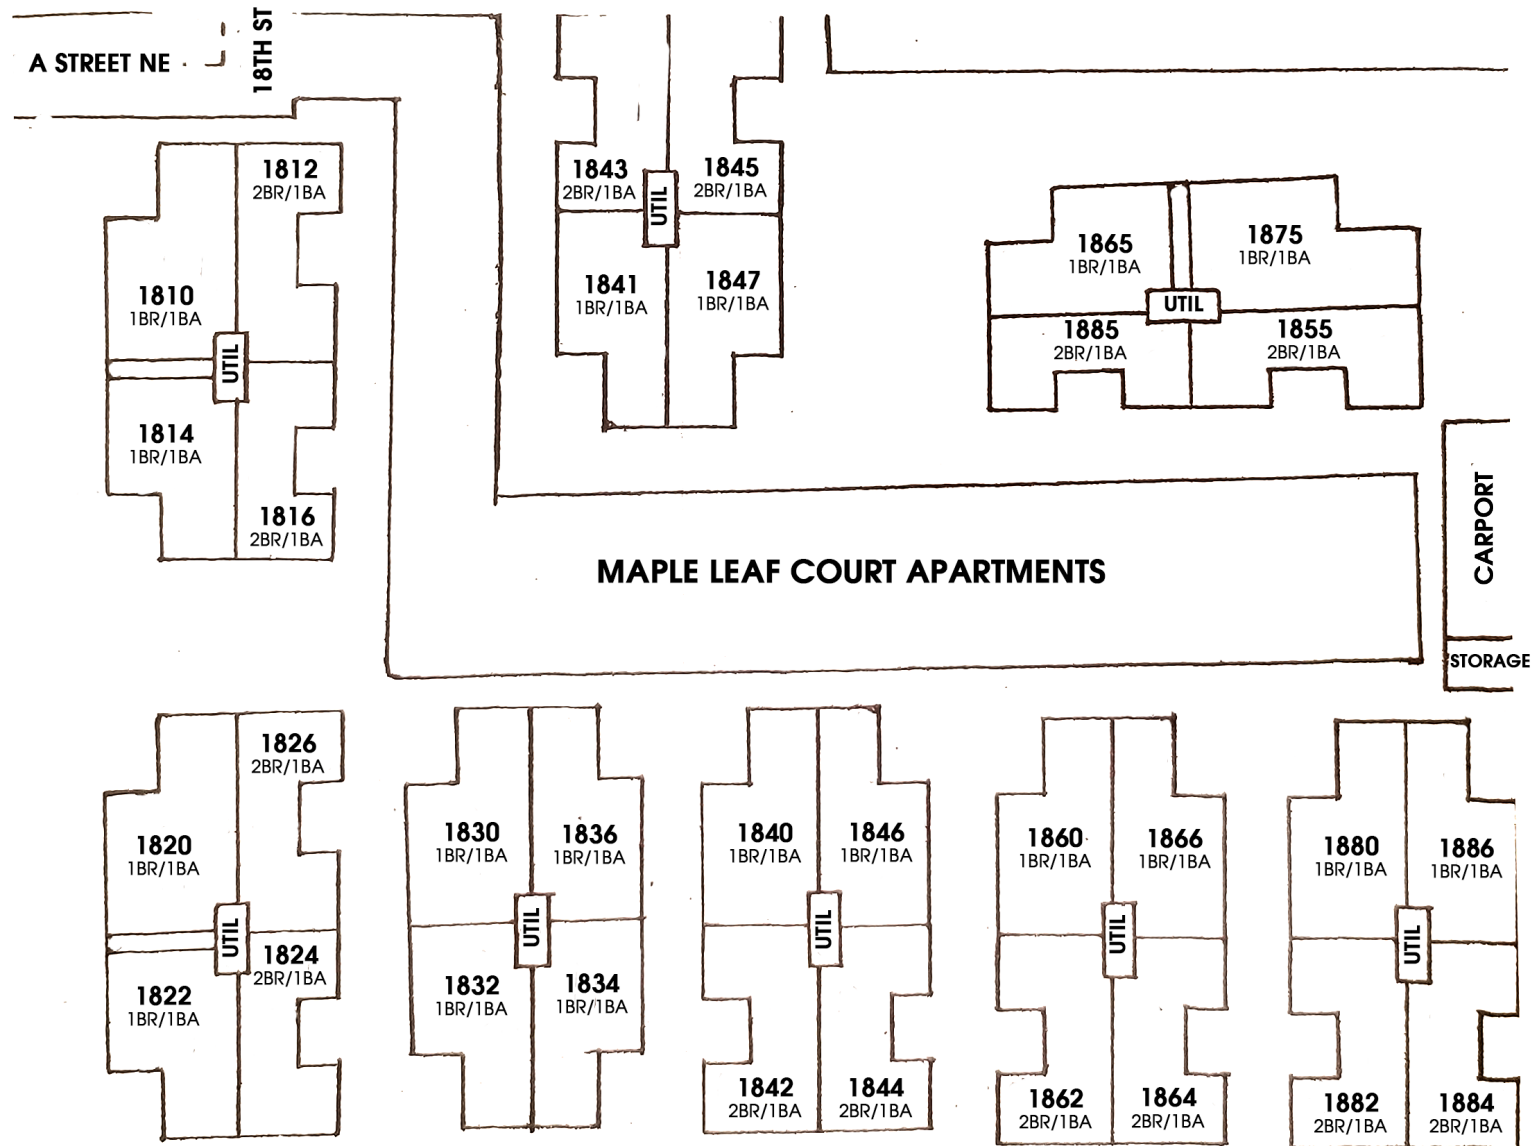 A STREET NE
18TH ST
1812
2BR/1BA
1810
1BR/1BA
UTIL
1814
1BR/1BA
1816
2BR/1BA
1843
2BR/1BA
1845
2BR/1BA
UTIL
1841
1BR/1BA
1847
1BR/1BA
1865
1BR/1BA
1875
1BR/1BA
UTIL
1885
2BR/1BA
1855
2BR/1BA
CARPORT
STORAGE
MAPLE LEAF COURT APARTMENTS
1826
2BR/1BA
1820
1BR/1BA
UTIL
1824
2BR/1BA
1822
1BR/1BA
1830
1BR/1BA
1836
1BR/1BA
UTIL
1832
1BR/1BA
1834
1BR/1BA
1840
1BR/1BA
1846
1BR/1BA
UTIL
1842
2BR/1BA
1844
2BR/1BA
1860
1BR/1BA
1866
1BR/1BA
UTIL
1862
2BR/1BA
1864
2BR/1BA
1880
1BR/1BA
1886
1BR/1BA
UTIL
1882
2BR/1BA
1884
2BR/1BA